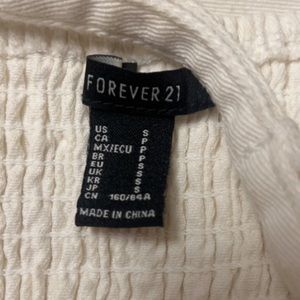 FOREVER 21
US S
CA P
MX/ECU P
BR P
EU S
UK S
KR S
JP S
CN 160/84A
MADE IN CHINA